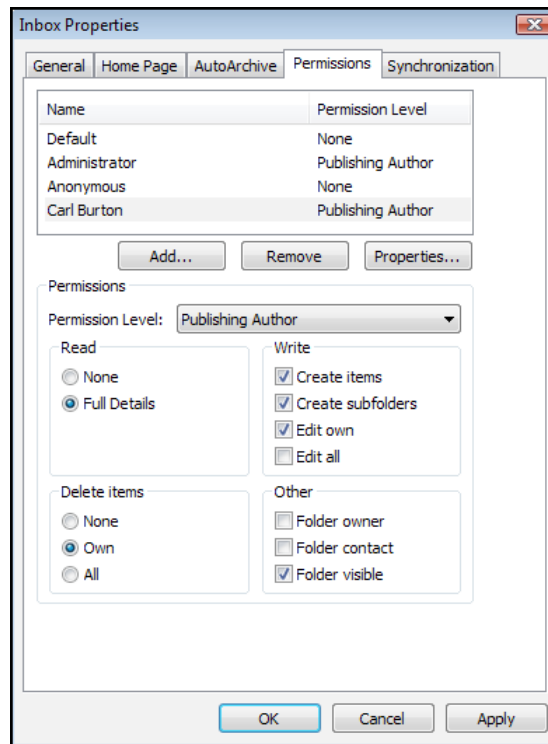 Inbox Properties
General Home Page AutoArchive Permissions Synchronization
Name Permission Level
Default None
Administrator Publishing Author
Anonymous None
Carl Burton Publishing Author
Add... Remove Properties...
Permissions
Permission Level: Publishing Author
Read Write
None Create items
Full Details Create subfolders
Edit own
Edit all
Delete items Other
None Folder owner
Own Folder contact
All Folder visible
OK Cancel Apply